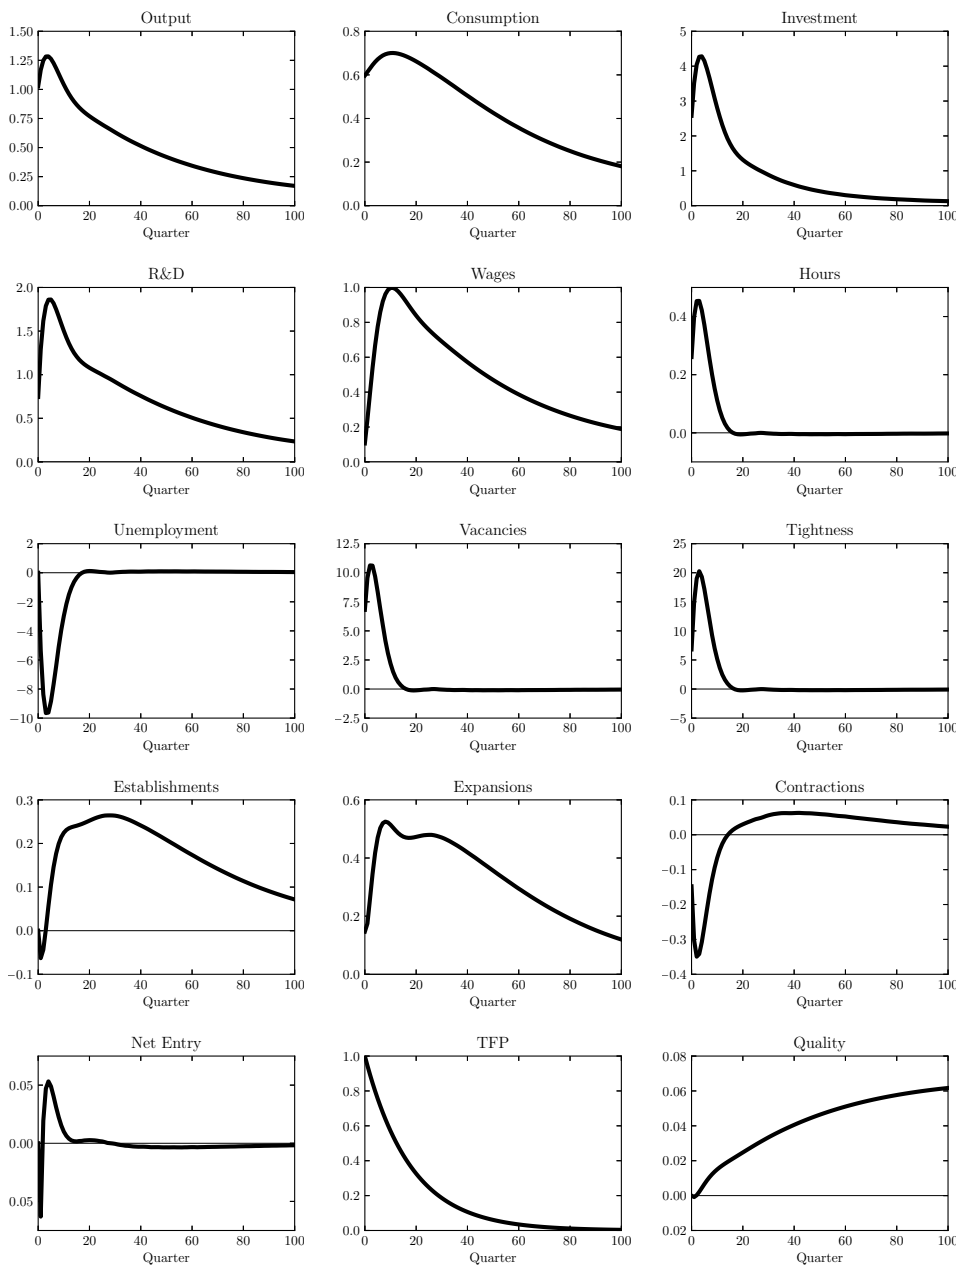 Output Consumption Investment
1.50 0.8 5
1.25 4
0.6
1.00 3
0.75 0.4
2
0.50
0.2
0.25 1
0.00 0.0 0
0 20 40 60 80 100 0 20 40 60 80 100 0 20 40 60 80 100
Quarter Quarter Quarter
R&D Wages Hours
2.0 1.0
0.4
0.8
1.5
0.6
1.0 0.2
0.4
0.5
0.2 0.0
0.0 0.0
0 20 40 60 80 100 0 20 40 60 80 100 0 20 40 60 80 100
Quarter Quarter Quarter
Unemployment Vacancies Tightness
2 12.5 25
0 10.0 20
−2 7.5 15
−4 5.0 10
−6 2.5 5
−8 0.0 0
−10 −2.5 −5
0 20 40 60 80 100 0 20 40 60 80 100 0 20 40 60 80 100
Quarter Quarter Quarter
Establishments Expansions Contractions
0.3 0.6 0.1
0.0
0.2
0.4
−0.1
0.1
−0.2
0.2
0.0
−0.3
−0.1 0.0 −0.4
0 20 40 60 80 100 0 20 40 60 80 100 0 20 40 60 80 100
Quarter Quarter Quarter
Net Entry TFP Quality
1.0 0.08
0.05
0.8 0.06
0.6 0.04
0.00
0.4 0.02
0.2 0.00
0.05
0.0 0.02
0 20 40 60 80 100 0 20 40 60 80 100 0 20 40 60 80 100
Quarter Quarter Quarter